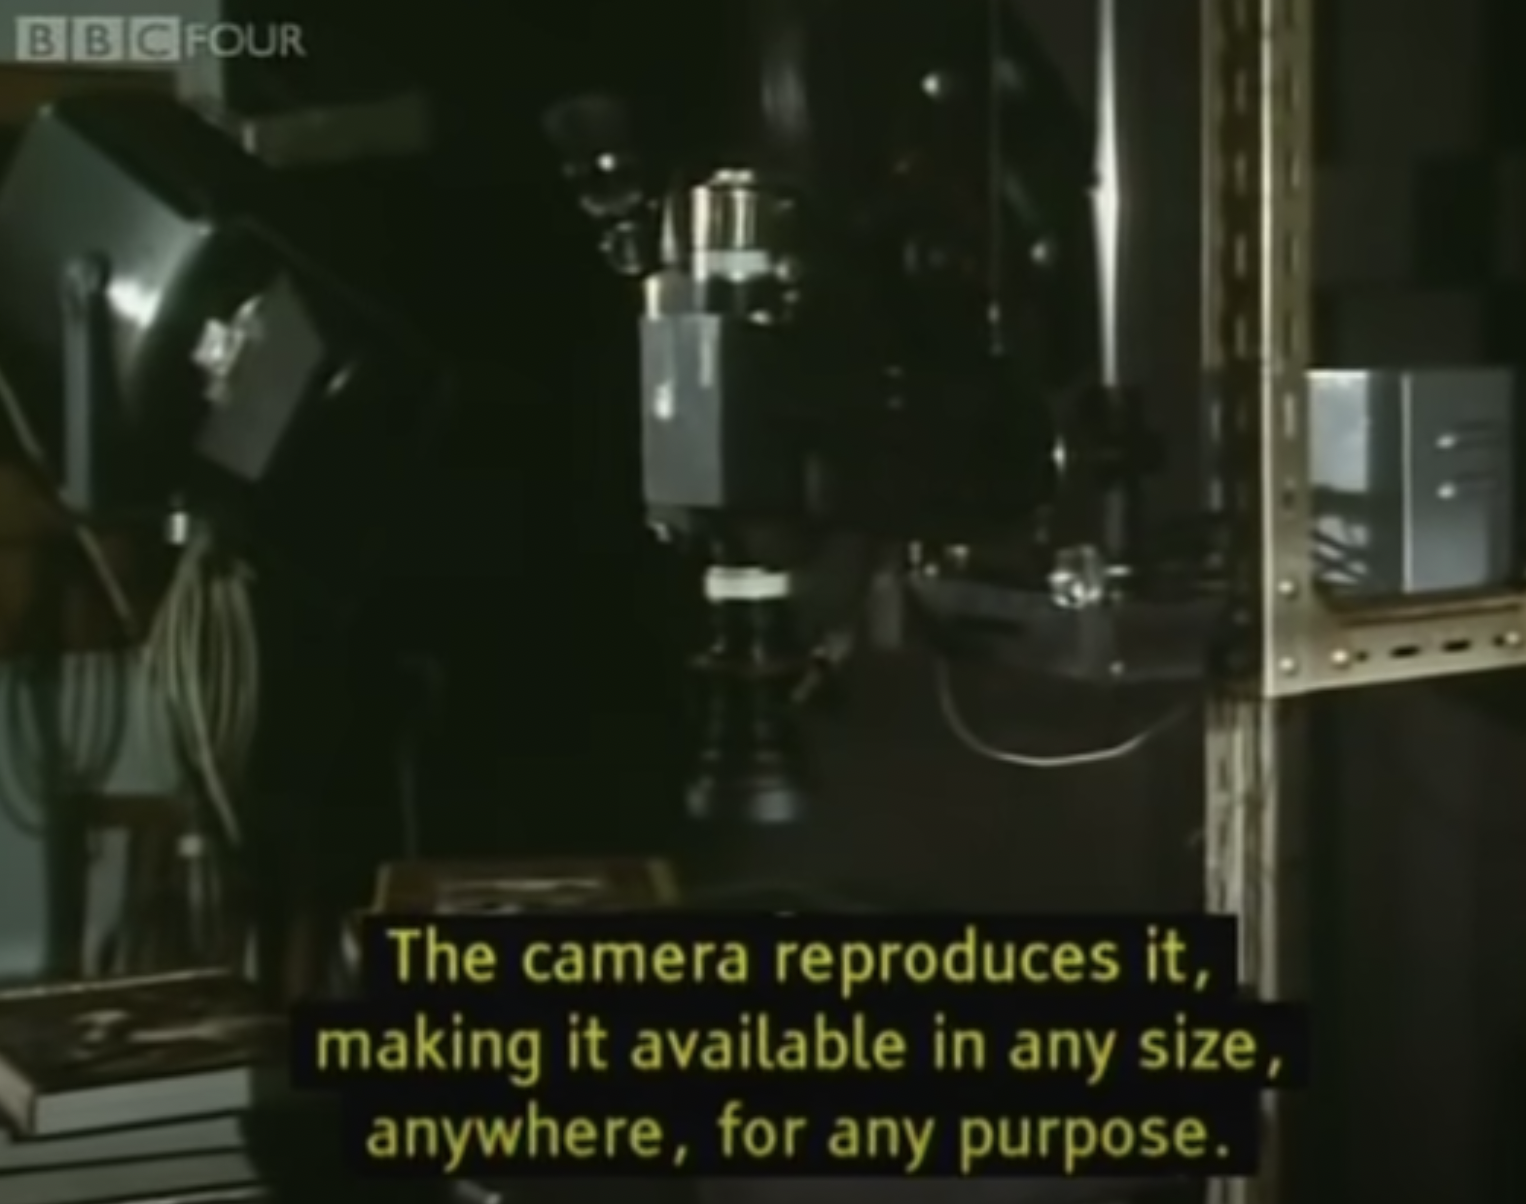 BBC FOUR
The camera reproduces it,
making it available in any size,
anywhere, for any purpose.